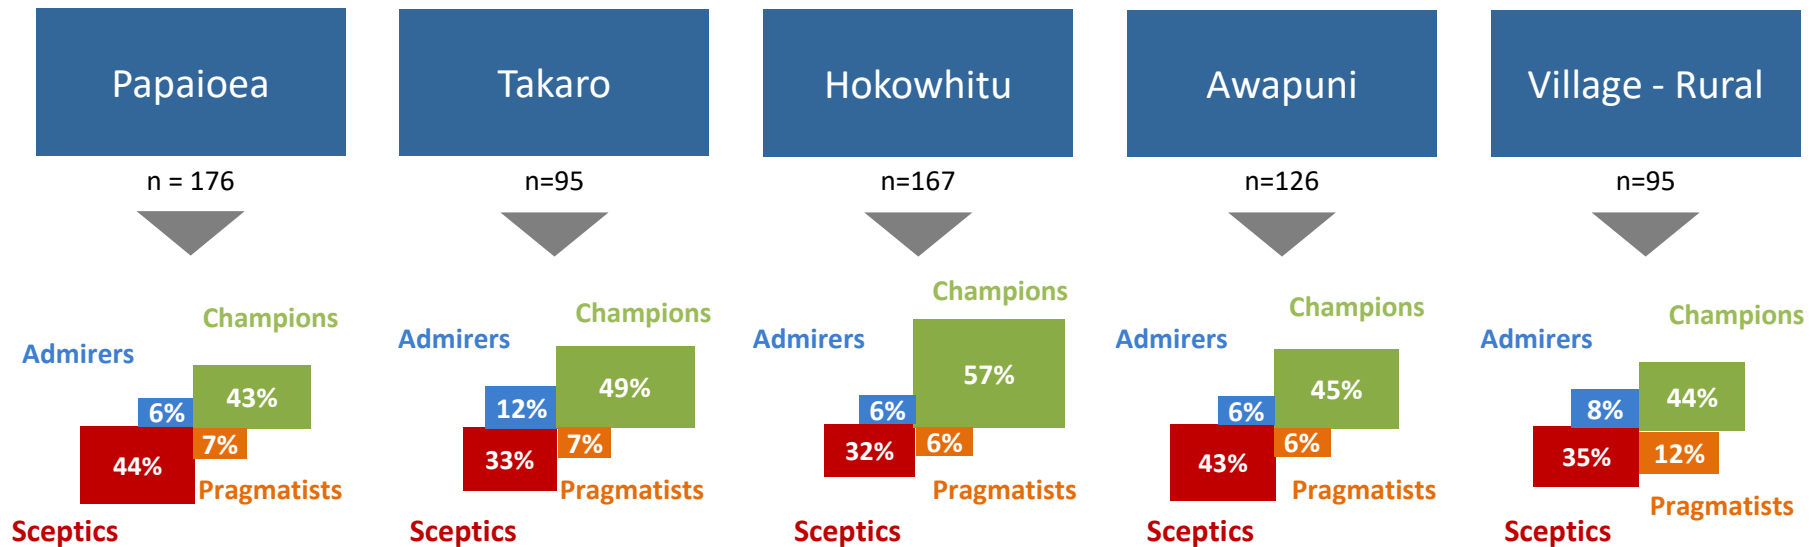 Papaioea
n = 176
Champions
Admirers
43%
6%
7%
44%
Pragmatists
Sceptics
Takaro
n=95
Champions
Admirers
49%
12%
7%
33%
Pragmatists
Sceptics
Hokowhitu
n=167
Champions
Admirers
57%
6%
6%
32%
Pragmatists
Sceptics
Awapuni
n=126
Champions
Admirers
45%
6%
6%
43%
Pragmatists
Sceptics
Village - Rural
n=95
Champions
Admirers
44%
8%
12%
35%
Pragmatists
Sceptics